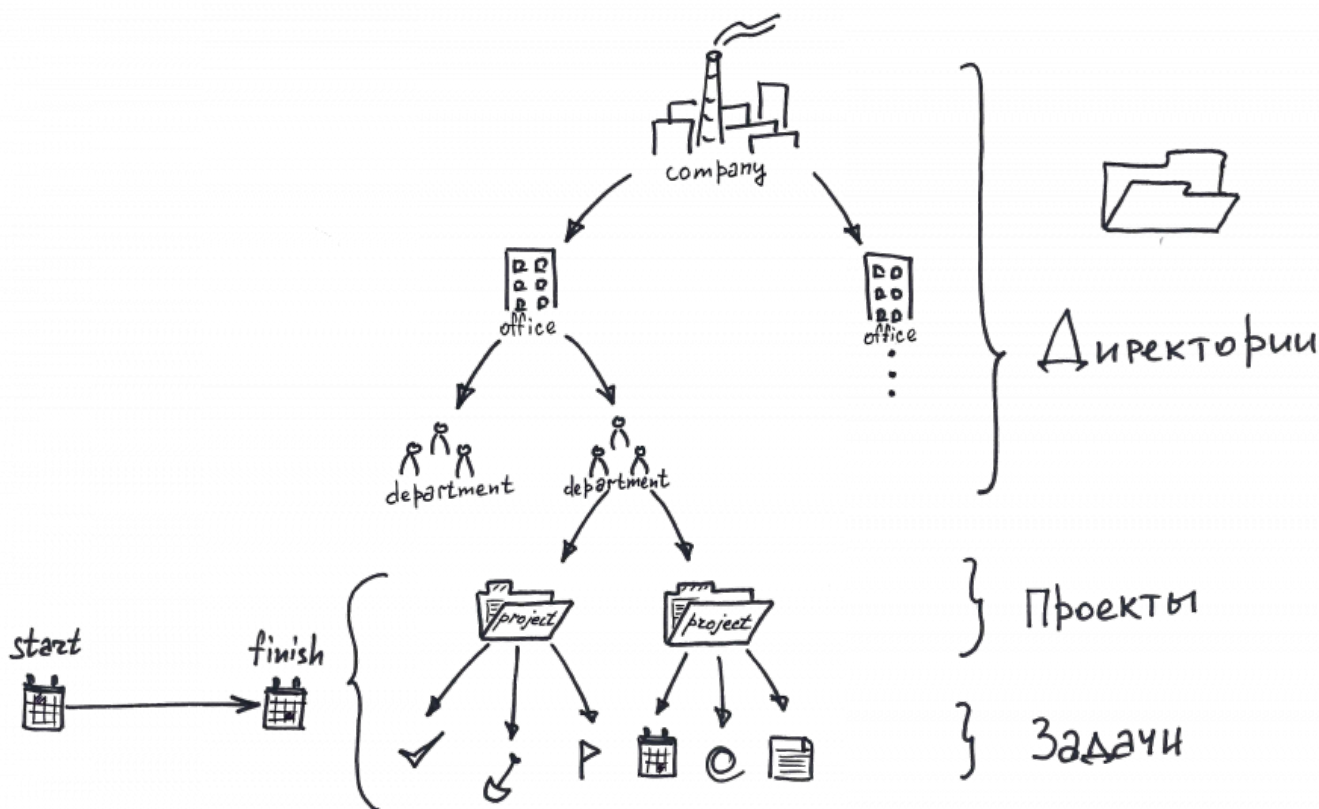 company
office
office
Директории
department
department
project
project
Проекты
start
finish
Задачи